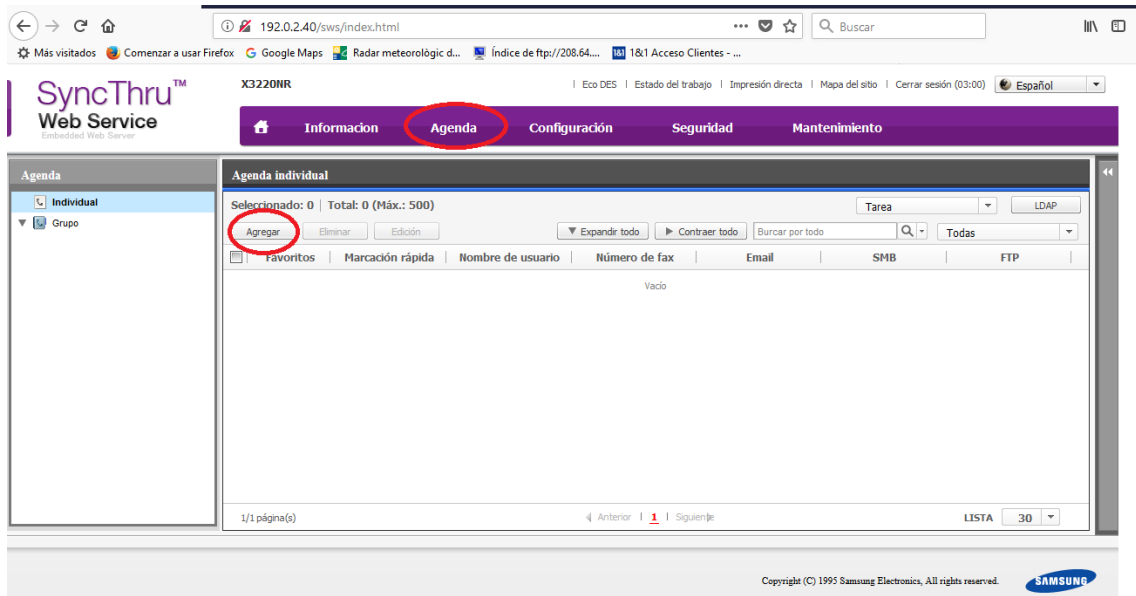 192.0.2.40/sws/index.html
Buscar
Más visitados Comenzar a usar Firefox Google Maps Radar meteorològic d... Índice de ftp://208.64.... 1&1 Acceso Clientes - ...
SyncThru™
Web Service
Embedded Web Server
X3220NR
Eco DES | Estado del trabajo | Impresión directa | Mapa del sitio | Cerrar sesión (03:00) Español
Informacion Agenda Configuración Seguridad Mantenimiento
Agenda
Individual
Grupo
Agenda individual
Seleccionado: 0 | Total: 0 (Máx.: 500)
Tarea
LDAP
Agregar Eliminar Edición Expandir todo Contraer todo Burcar por todo Todas
Favoritos | Marcación rápida | Nombre de usuario | Número de fax | Email | SMB | FTP |
Vacío
1/1 página(s)
Anterior | 1 | Siguiente
LISTA 30
Copyright (C) 1995 Samsung Electronics, All rights reserved.
SAMSUNG